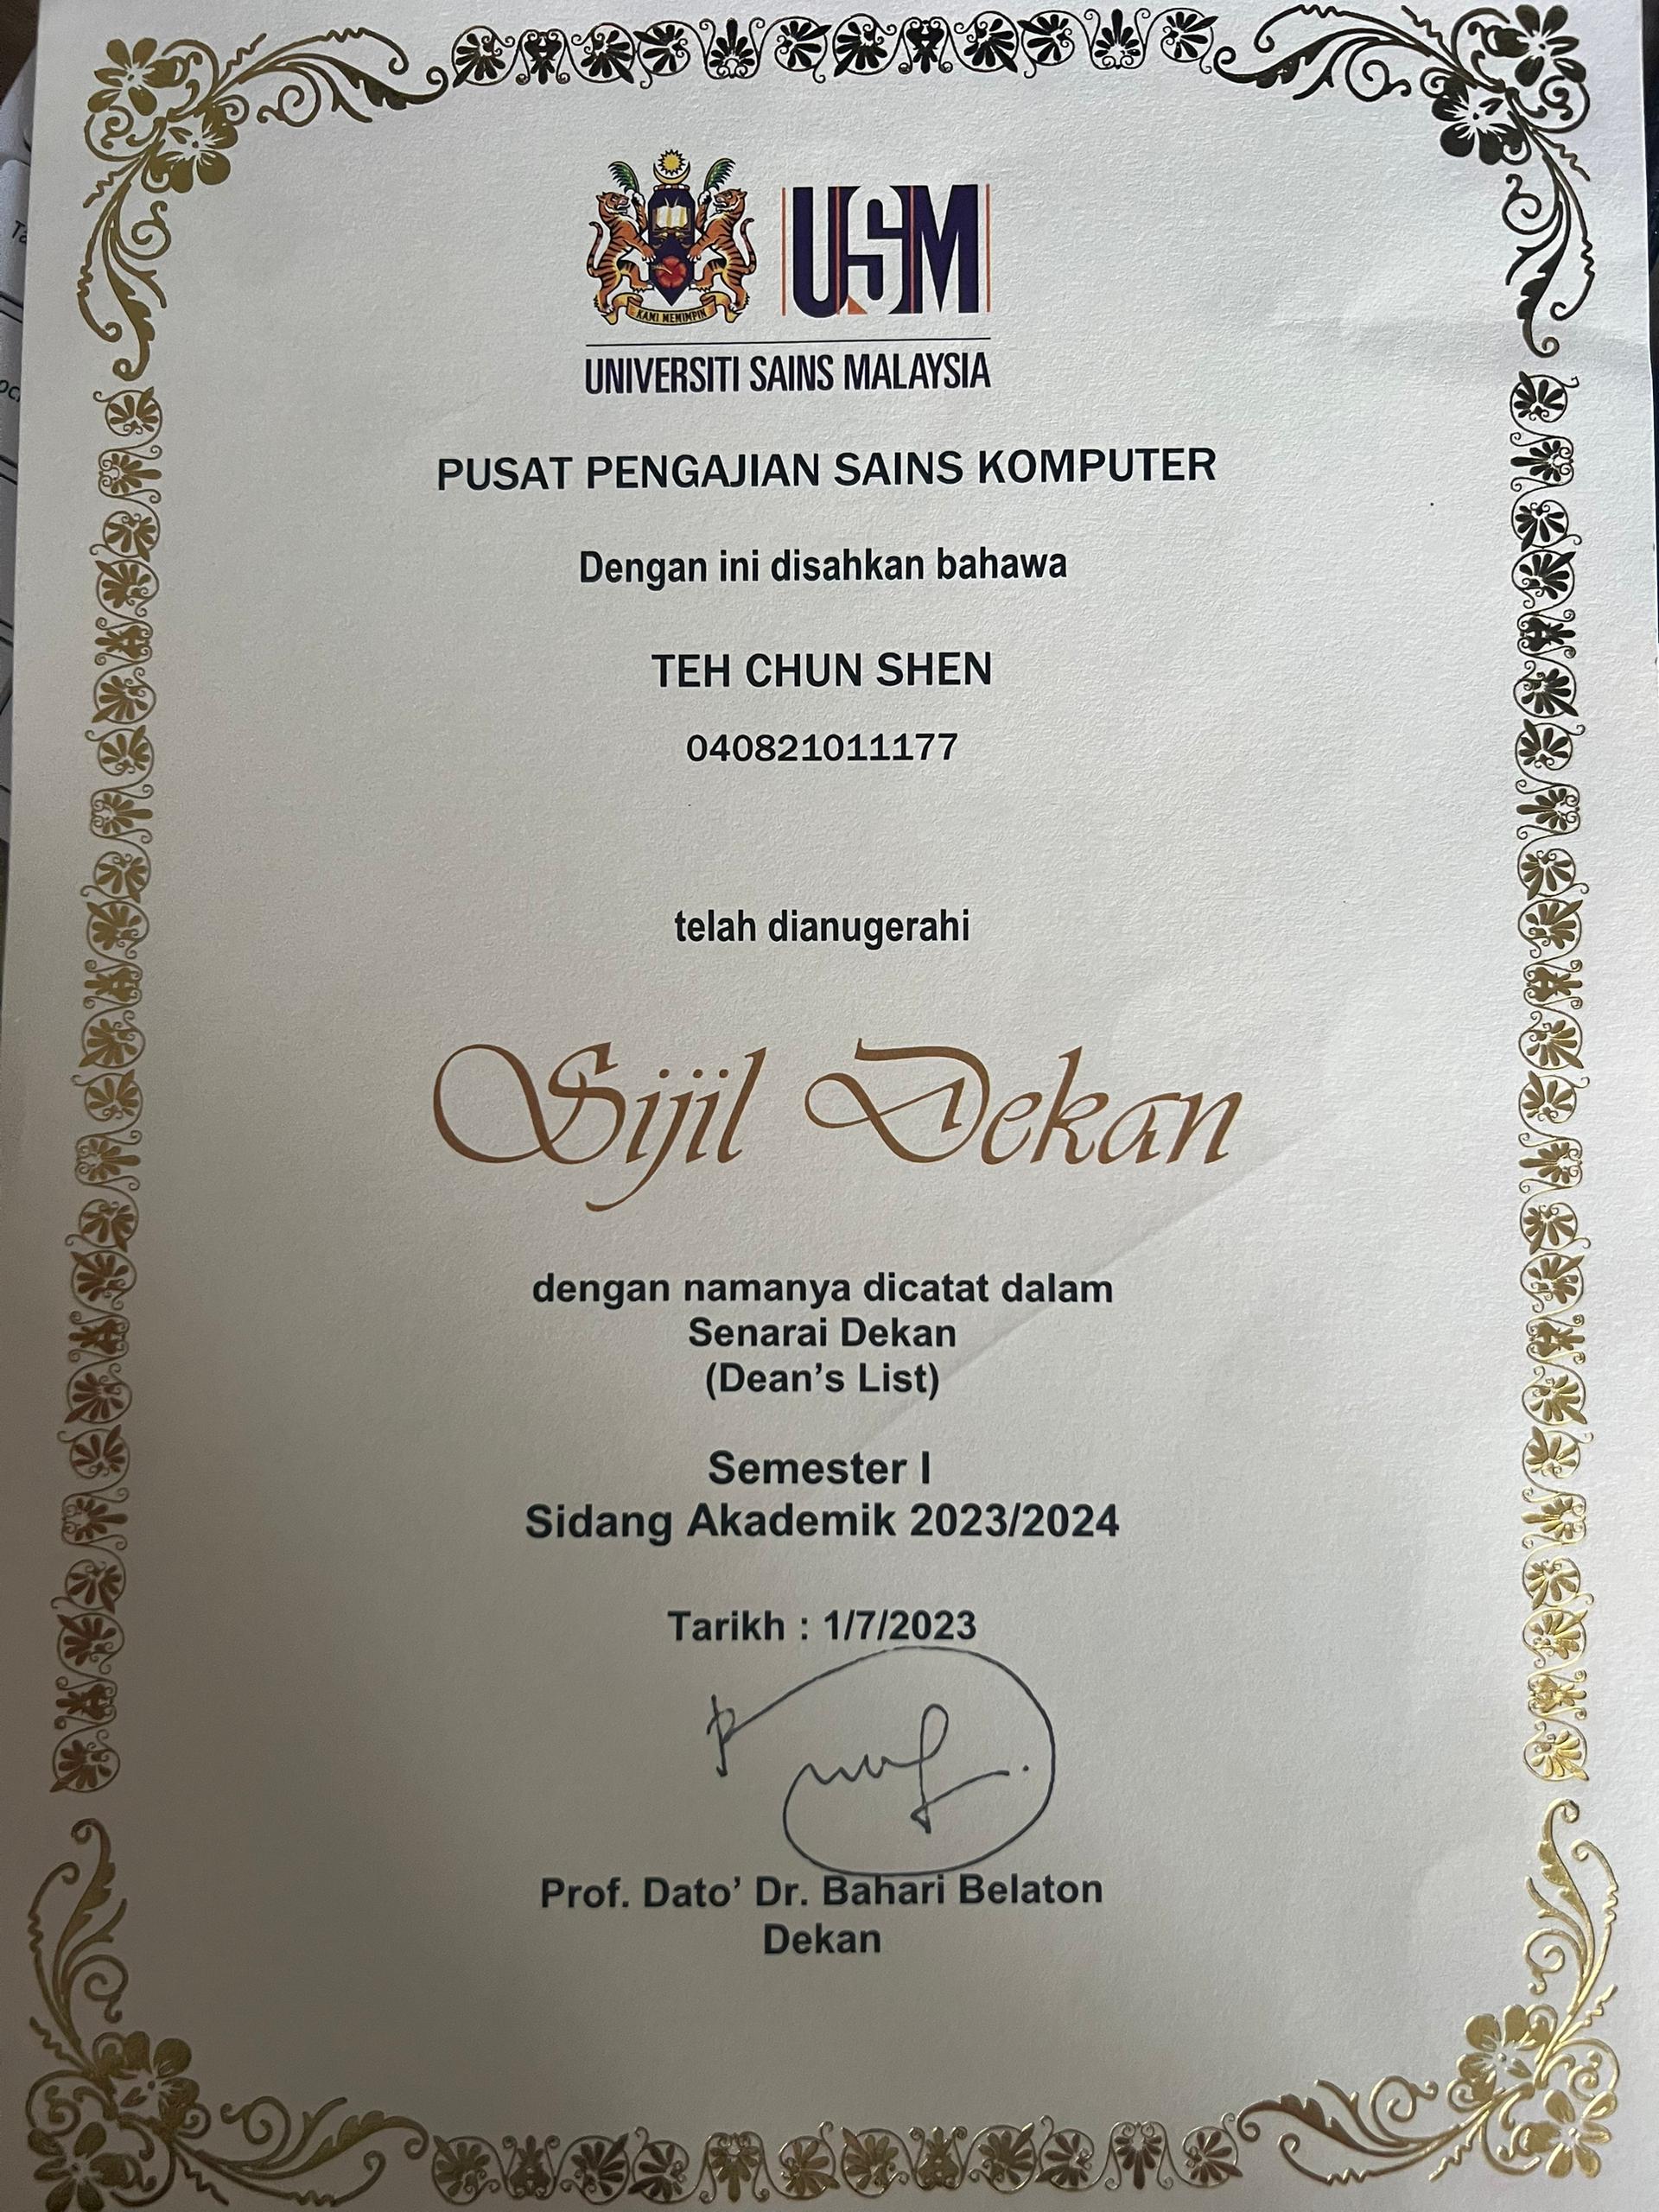 KAMI MEMIMPIN
USM
UNIVERSITI SAINS MALAYSIA
PUSAT PENGAJIAN SAINS KOMPUTER
Dengan ini disahkan bahawa
TEH CHUN SHEN
040821011177
telah dianugerahi
Sijil Dekan
dengan namanya dicatat dalam
Senarai Dekan
(Dean's List)
Semester I
Sidang Akademik 2023/2024
Tarikh : 1/7/2023
Prof. Dato' Dr. Bahari Belaton
Dekan